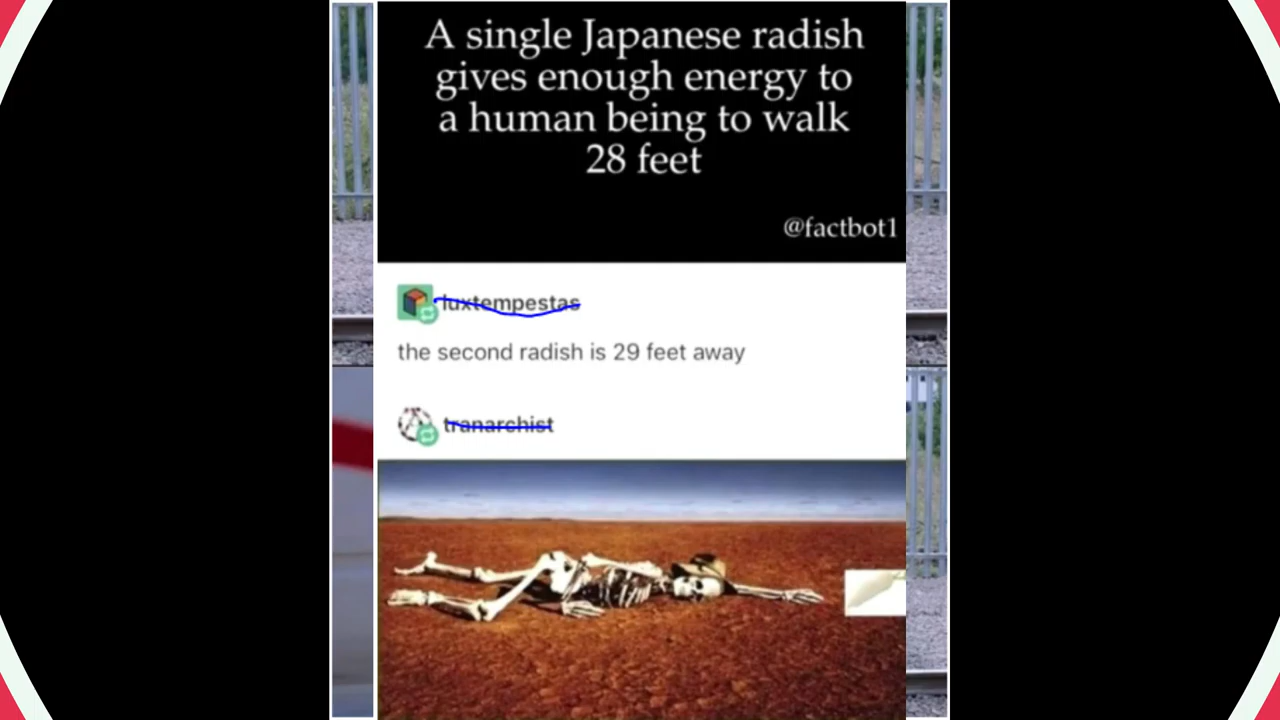 A single Japanese radish
gives enough energy to
a human being to walk
28 feet
@factbot1
luxtempestas
the second radish is 29 feet away
tranarchist